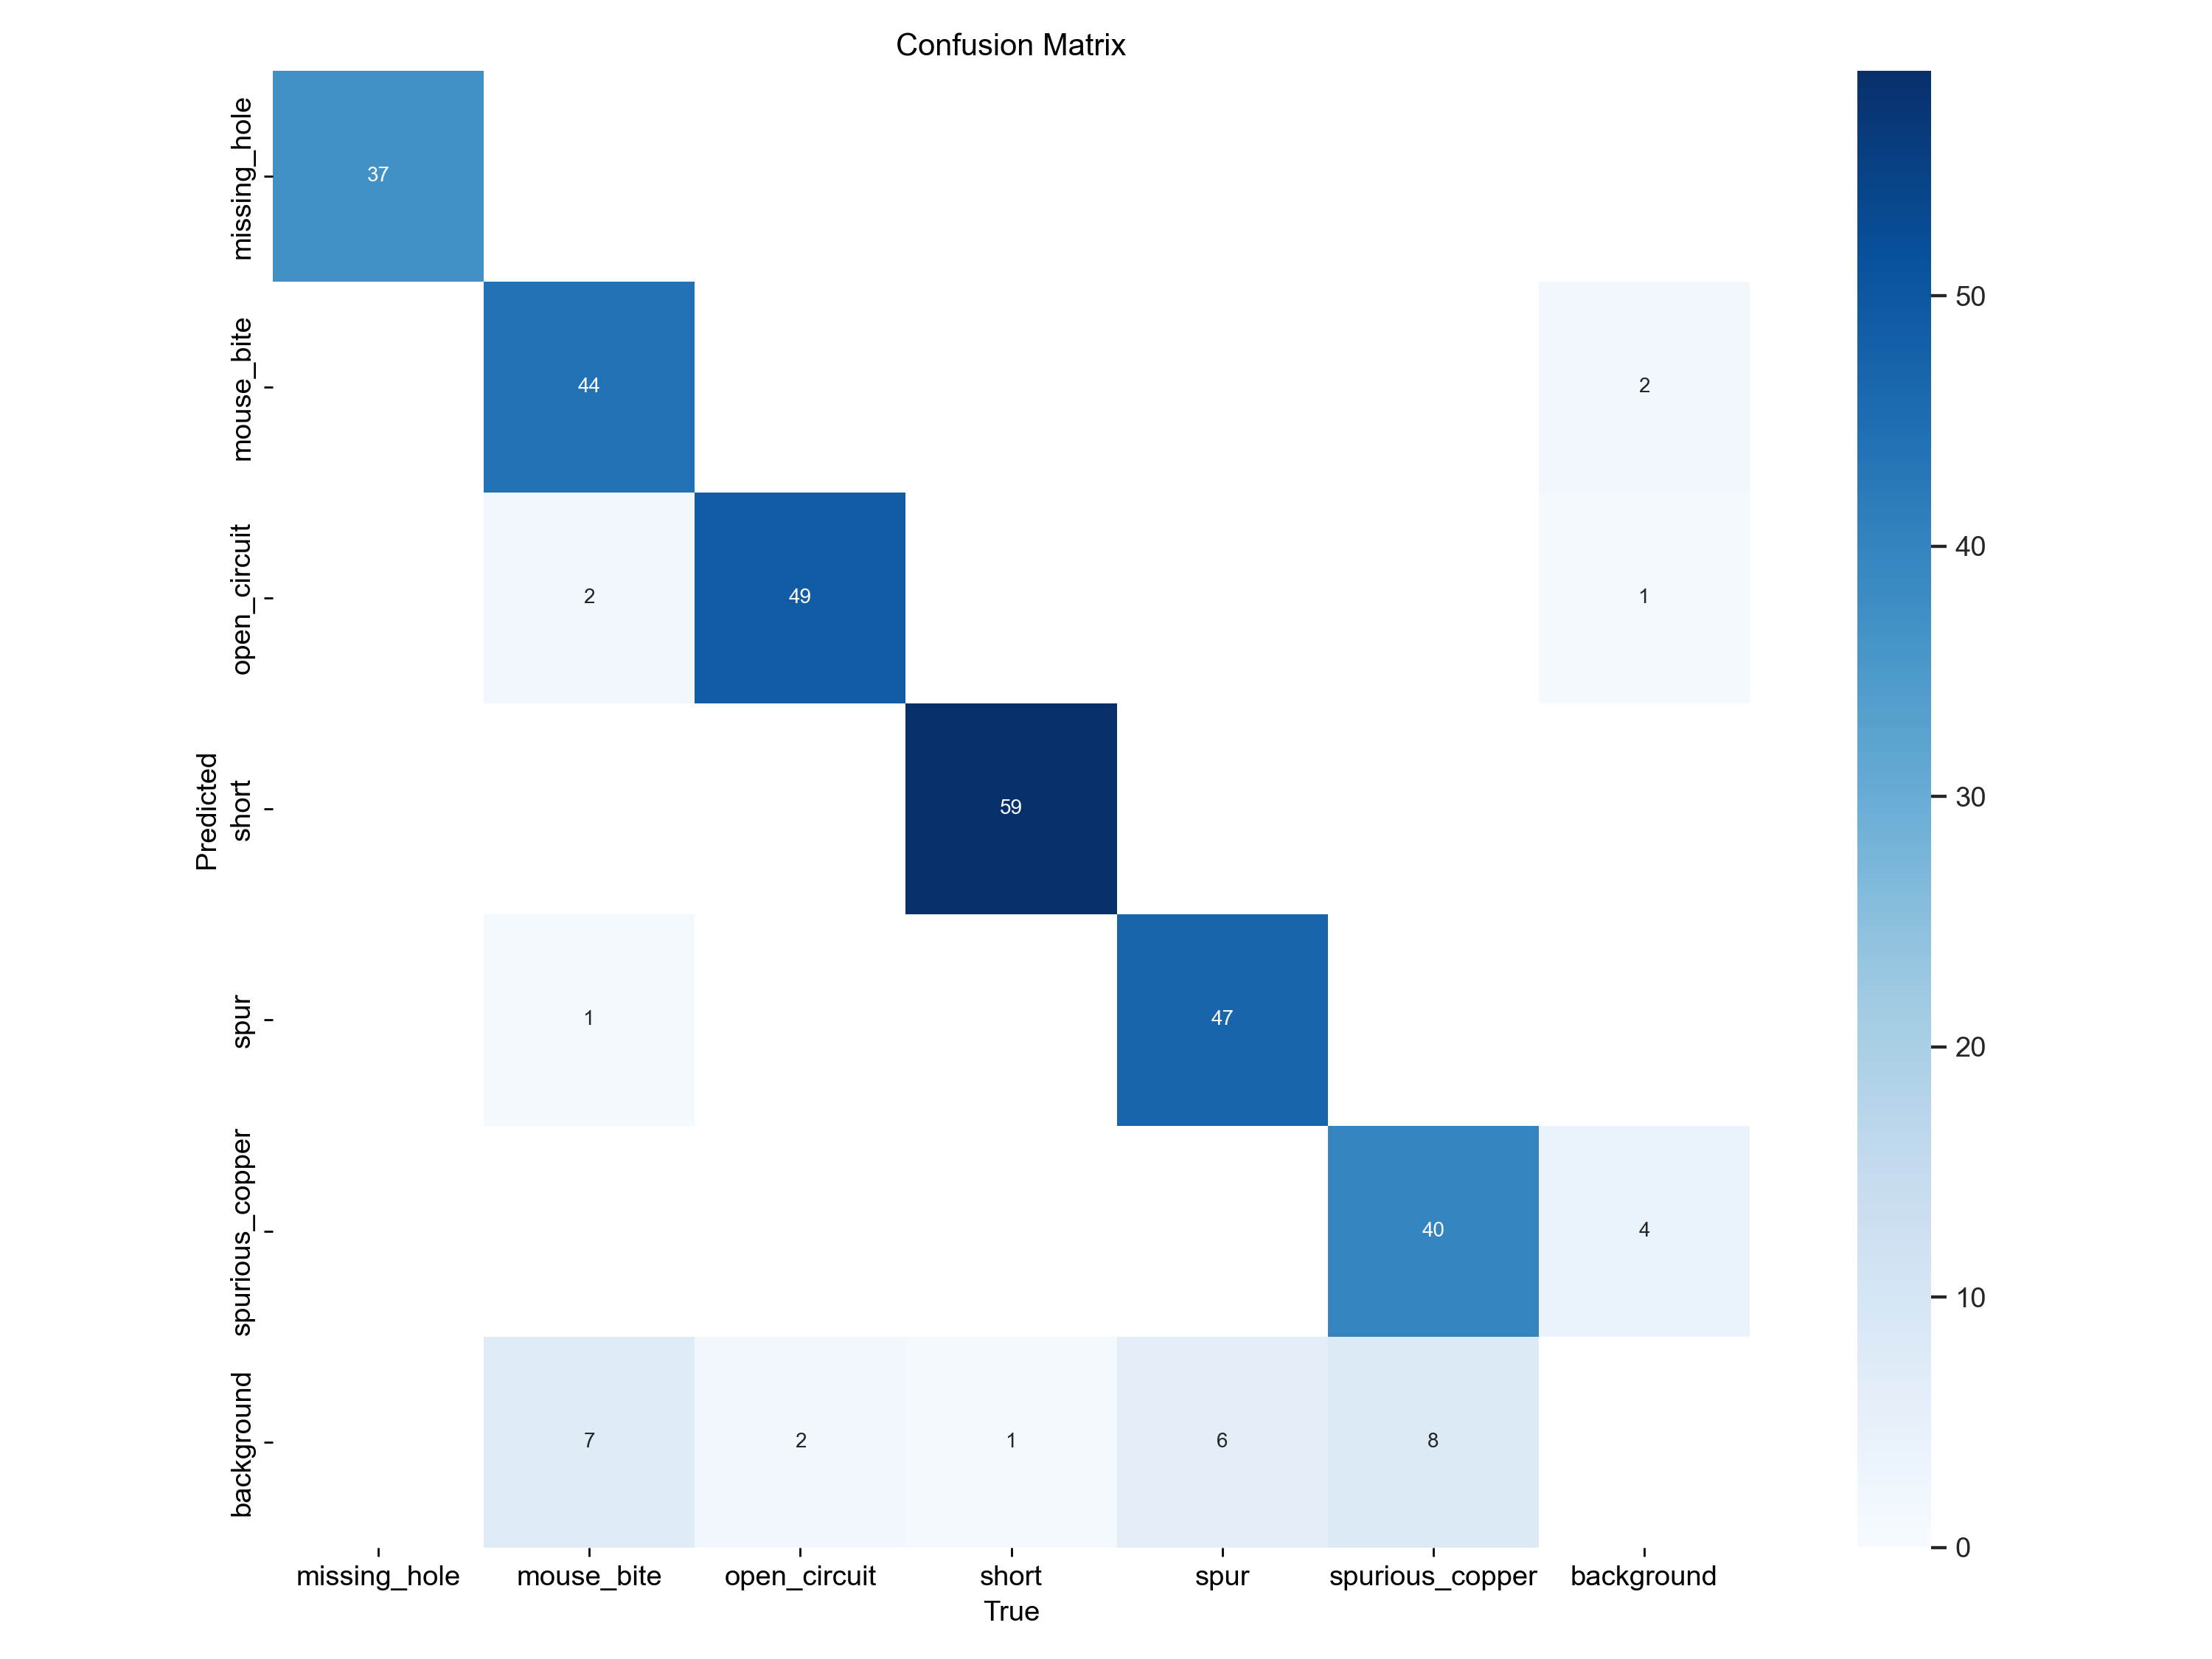 Confusion Matrix
missing_hole
37
mouse_bite
44
2
open_circuit
2
49
1
Predicted
short
59
spur
1
47
spurious_copper
40
4
background
7
2
1
6
8
missing_hole
mouse_bite
open_circuit
short
spur
spurious_copper
background
True
50
40
30
20
10
0